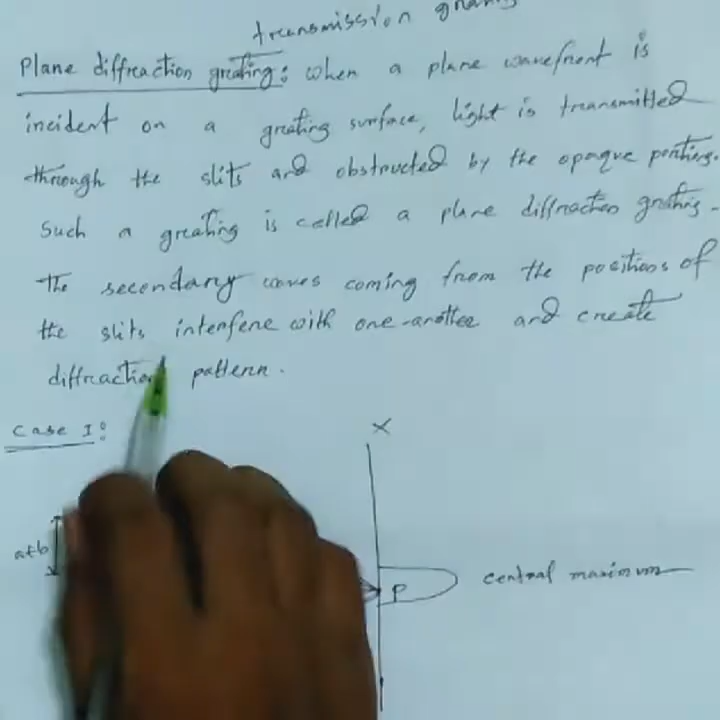 transmission
Plane diffraction grating: when a plane wavefront is
incident on a grating surface, light is transmitted
through the slits and obstructed by the opaque portions.
Such a grating is called a plane diffraction grating.
The secondary waves coming from the positions of
the slits interfere with one-another and create
diffraction pattern.
Case I:
X
a+b
P
central maximum